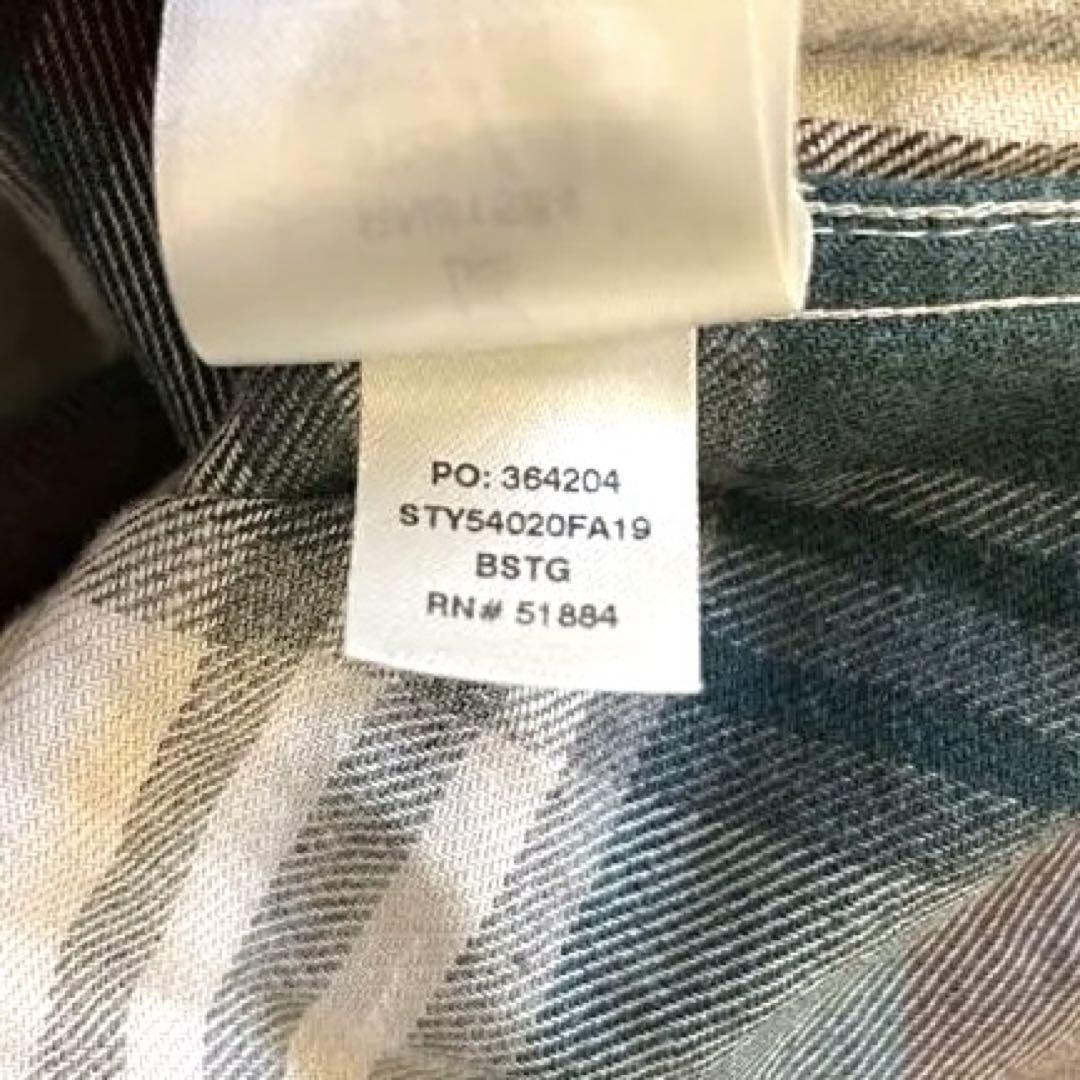 PO: 364204
STY54020FA19
BSTG
RN# 51884